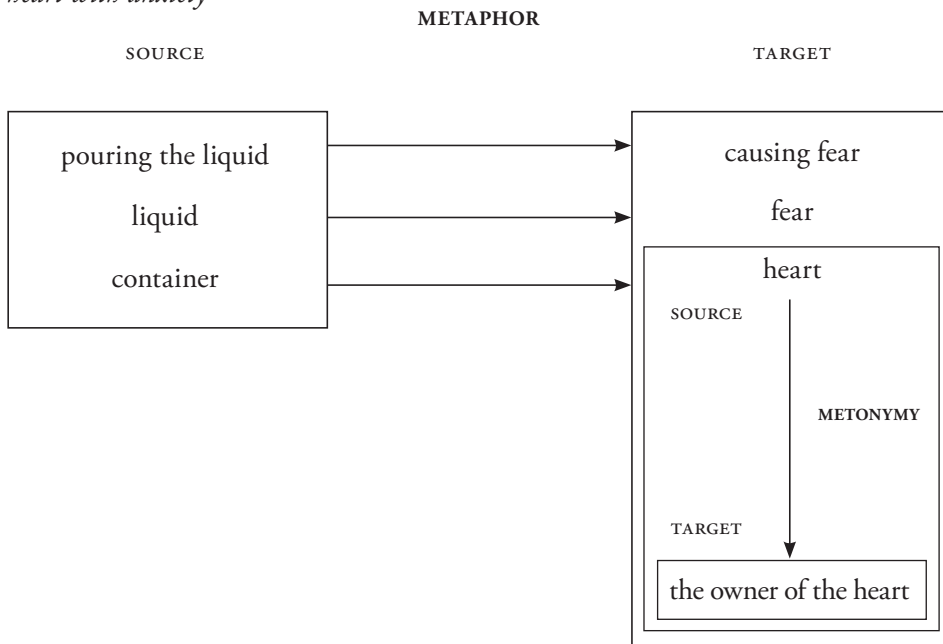 heart with anxiety
METAPHOR
SOURCE
TARGET
pouring the liquid
causing fear
liquid
fear
container
heart
SOURCE
METONYMY
TARGET
the owner of the heart